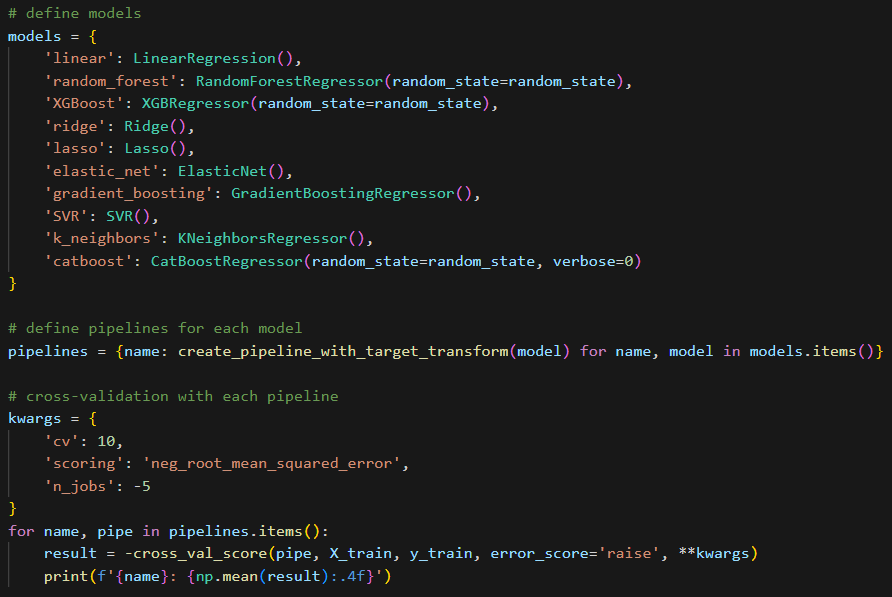 # define models
models = {
    'linear': LinearRegression(),
    'random_forest': RandomForestRegressor(random_state=random_state),
    'XGBoost': XGBRegressor(random_state=random_state),
    'ridge': Ridge(),
    'lasso': Lasso(),
    'elastic_net': ElasticNet(),
    'gradient_boosting': GradientBoostingRegressor(),
    'SVR': SVR(),
    'k_neighbors': KNeighborsRegressor(),
    'catboost': CatBoostRegressor(random_state=random_state, verbose=0)
}
# define pipelines for each model
pipelines = {name: create_pipeline_with_target_transform(model) for name, model in models.items()}
# cross-validation with each pipeline
kwargs = {
    'cv': 10,
    'scoring': 'neg_root_mean_squared_error',
    'n_jobs': -5
}
for name, pipe in pipelines.items():
    result = -cross_val_score(pipe, X_train, y_train, error_score='raise', **kwargs)
    print(f'{name}: {np.mean(result):.4f}')